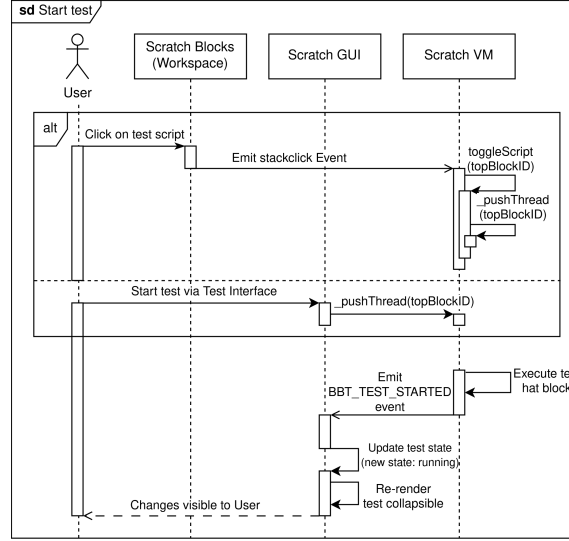 sd Start test
Scratch Blocks
(Workspace)
Scratch GUI
Scratch VM
User
alt
Click on test script
Emit stackclick Event
toggleScript
(topBlockID)
_pushThread
(topBlockID)
Start test via Test Interface
_pushThread(topBlockID)
Execute te
hat block
Emit
BBT_TEST_STARTED
event
Update test state
(new state: running)
Re-render
test collapsible
Changes visible to User